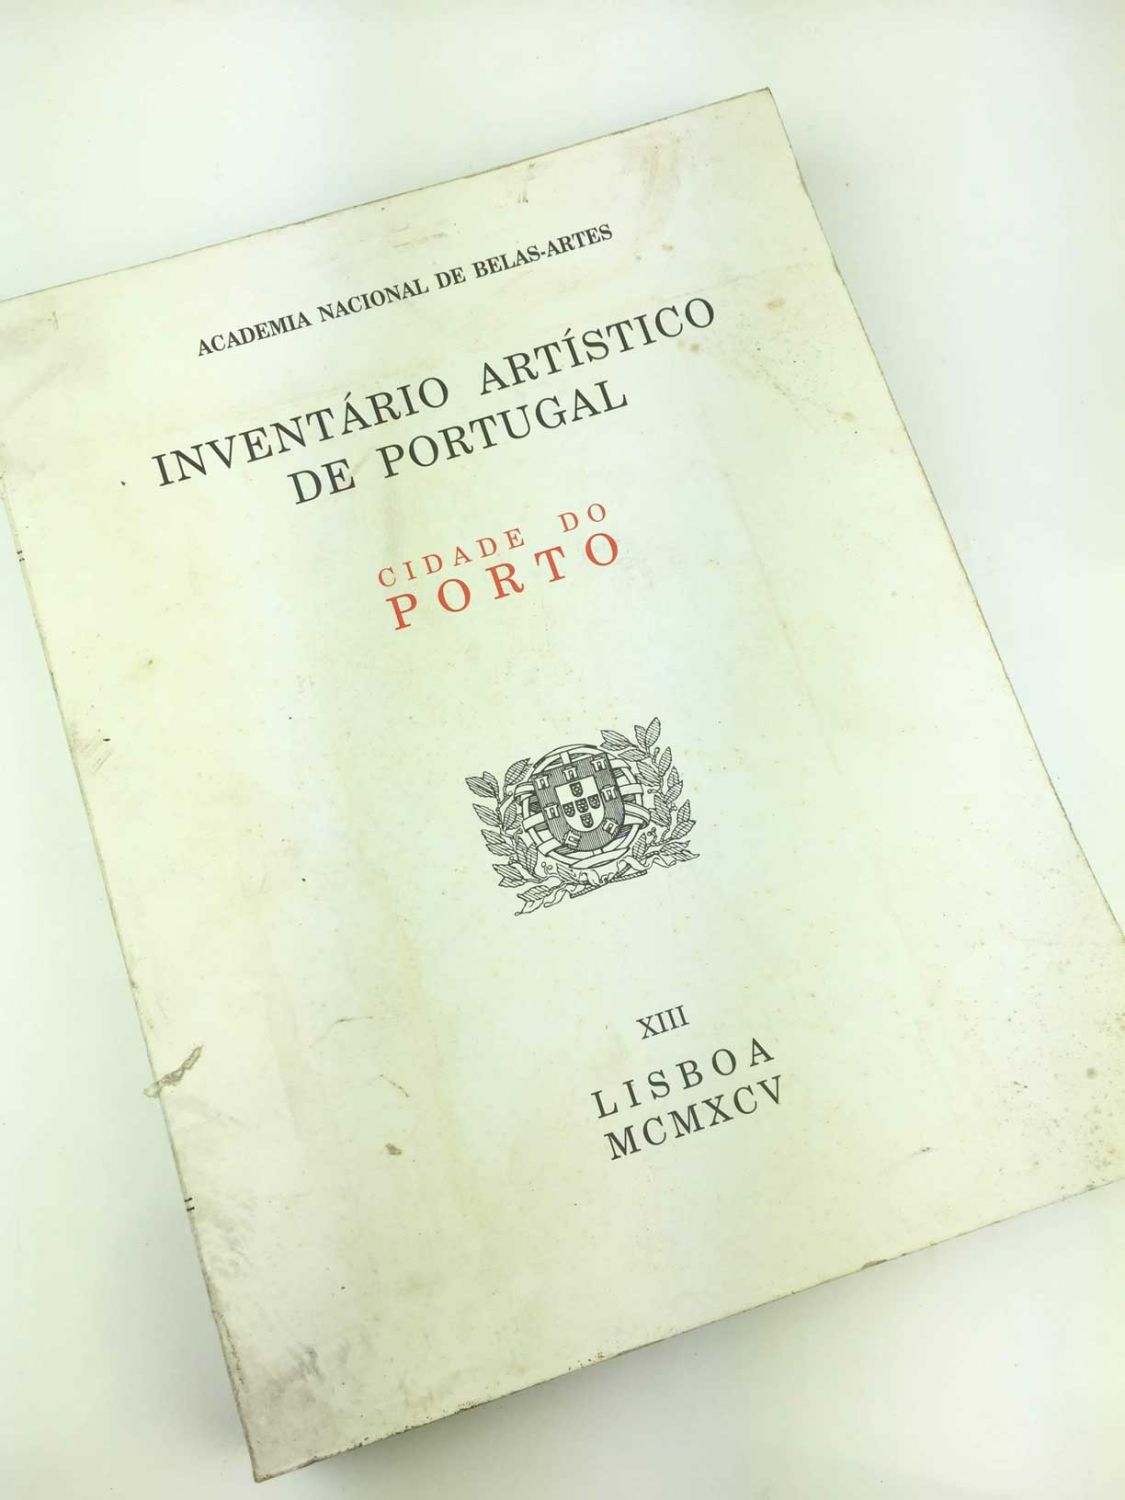 ACADEMIA NACIONAL DE BELAS-ARTES
INVENTÁRIO ARTÍSTICO
DE PORTUGAL
CIDADE DO
PORTO
XIII
LISBOA
MCMXCV